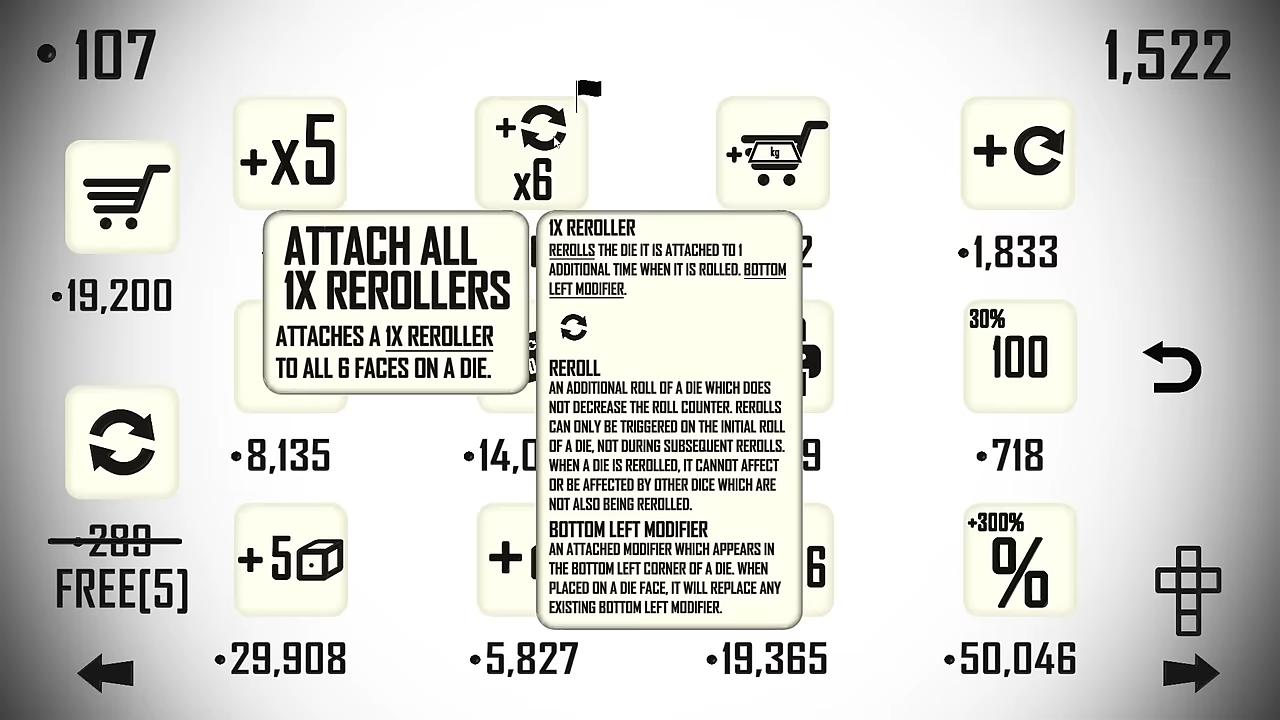 • 107
1,522
+x5
+
x6
+ kg
+
•19,200
•1,833
ATTACH ALL
1X REROLLERS
ATTACHES A 1X REROLLER
TO ALL 6 FACES ON A DIE.
1X REROLLER
REROLLS THE DIE IT IS ATTACHED TO 1
ADDITIONAL TIME WHEN IT IS ROLLED. BOTTOM
LEFT MODIFIER.
REROLL
AN ADDITIONAL ROLL OF A DIE WHICH DOES
NOT DECREASE THE ROLL COUNTER. REROLLS
CAN ONLY BE TRIGGERED ON THE INITIAL ROLL
OF A DIE, NOT DURING SUBSEQUENT REROLLS.
WHEN A DIE IS REROLLED, IT CANNOT AFFECT
OR BE AFFECTED BY OTHER DICE WHICH ARE
NOT ALSO BEING REROLLED.
BOTTOM LEFT MODIFIER
AN ATTACHED MODIFIER WHICH APPEARS IN
THE BOTTOM LEFT CORNER OF A DIE. WHEN
PLACED ON A DIE FACE, IT WILL REPLACE ANY
EXISTING BOTTOM LEFT MODIFIER.
30%
100
•8,135
•14,0
9
•718
•289
FREE(5)
+5
+
6
+300%
%
•29,908
•5,827
•19,365
•50,046